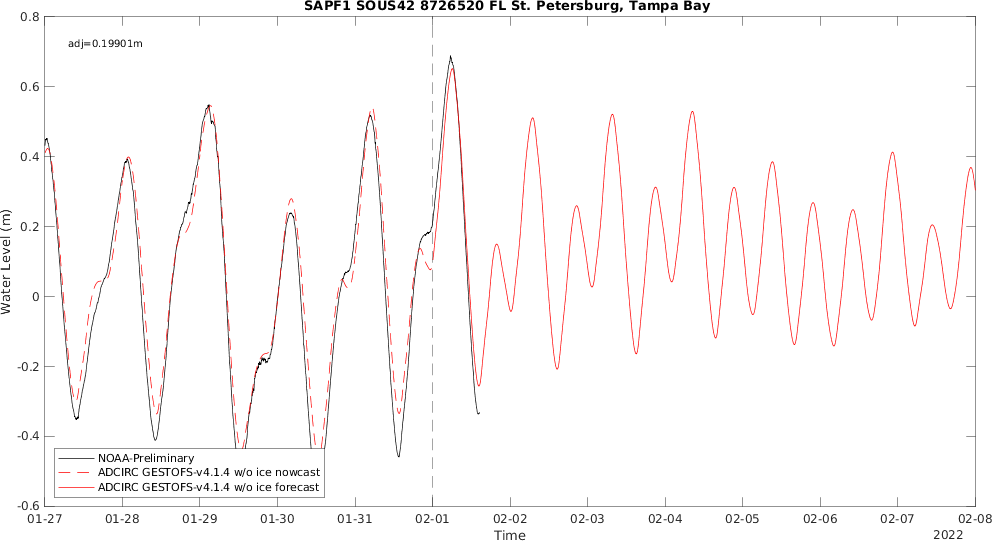 SAPF1 SOUS42 8726520 FL St. Petersburg, Tampa Bay
adj=0.19901m
0.8
0.6
0.4
0.2
0
-0.2
-0.4
-0.6
Water Level (m)
NOAA-Preliminary
ADCIRC GESTOFS-v4.1.4 w/o ice nowcast
ADCIRC GESTOFS-v4.1.4 w/o ice forecast
01-27 01-28 01-29 01-30 01-31 02-01 02-02 02-03 02-04 02-05 02-06 02-07 02-08
Time
2022